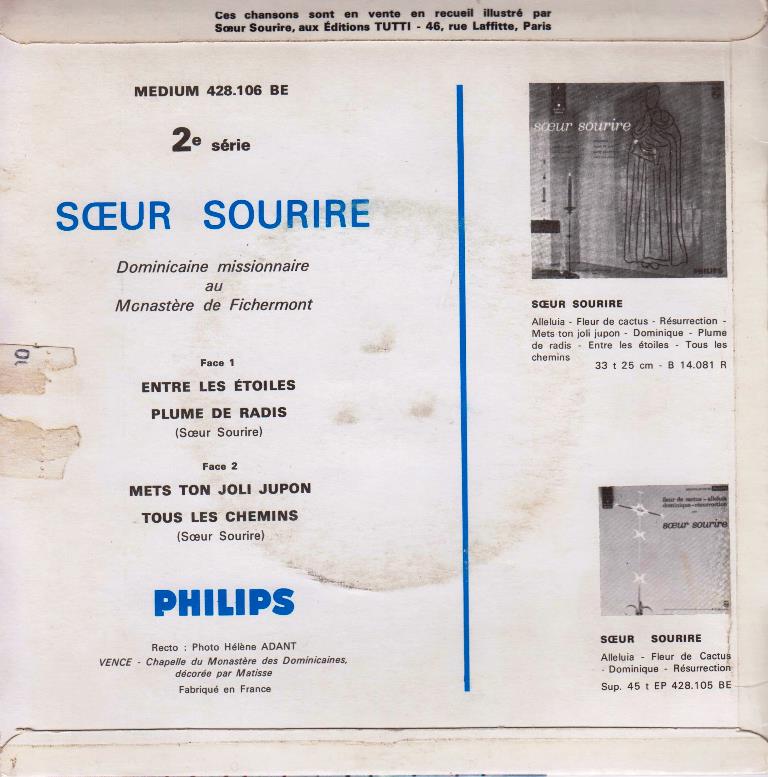 Ces chansons sont en vente en recueil illustré par
Sœur Sourire, aux Éditions TUTTI - 46, rue Laffitte, Paris
MEDIUM 428.106 BE
2e série
SŒUR SOURIRE
Dominicaine missionnaire
au
Monastère de Fichermont
Face 1
ENTRE LES ÉTOILES
PLUME DE RADIS
(Sœur Sourire)
Face 2
METS TON JOLI JUPON
TOUS LES CHEMINS
(Sœur Sourire)
PHILIPS
Recto : Photo Hélène ADANT
VENCE - Chapelle du Monastère des Dominicaines,
décorée par Matisse
Fabriqué en France
sœur sourire
PHILIPS
SŒUR SOURIRE
Alleluia - Fleur de cactus - Résurrection -
Mets ton joli jupon - Dominique - Plume
de radis - Entre les étoiles - Tous les
chemins
33 t 25 cm - B 14.081 R
fleur de cactus - alleluia
dominique - résurrection
sœur sourire
SŒUR SOURIRE
Alleluia - Fleur de Cactus
- Dominique - Résurrection
Sup. 45 t EP 428.105 BE